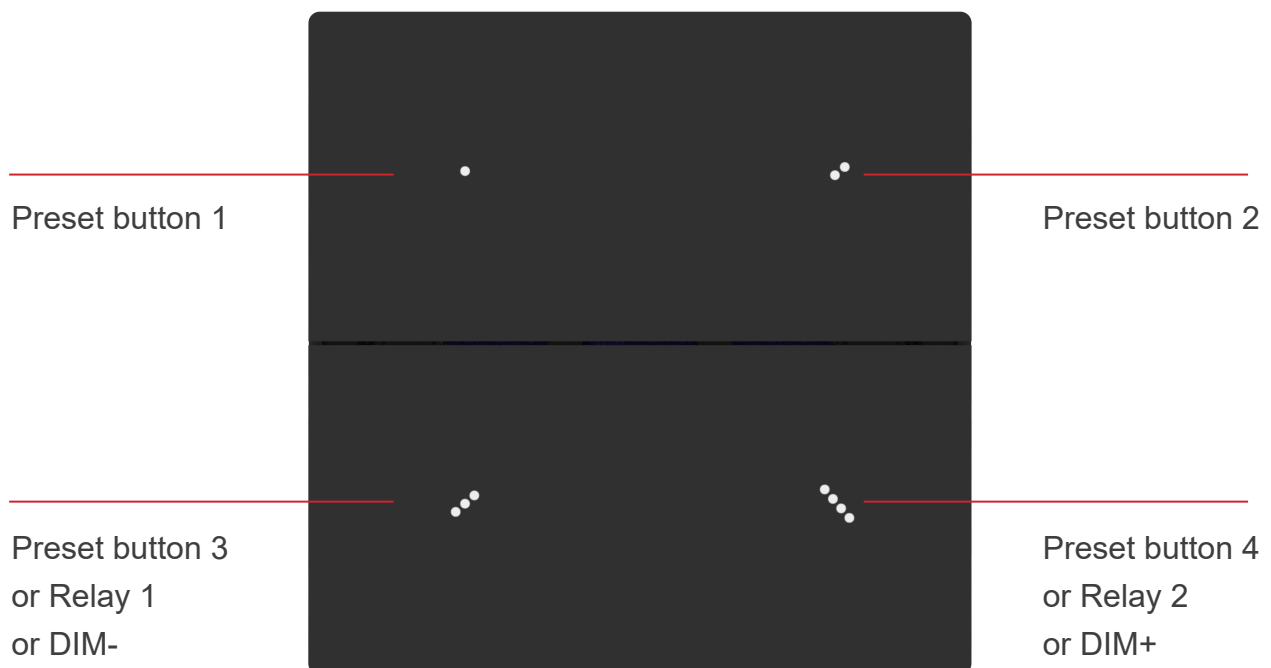 Preset button 1
Preset button 2
Preset button 3
or Relay 1
or DIM-
Preset button 4
or Relay 2
or DIM+